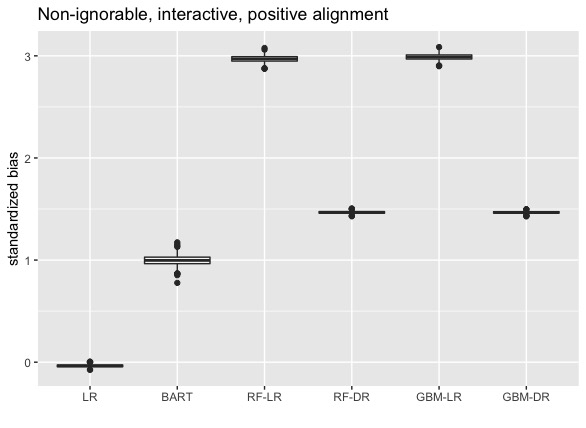 Non-ignorable, interactive, positive alignment
standardized bias
3
2
1
0
LR BART RF-LR RF-DR GBM-LR GBM-DR